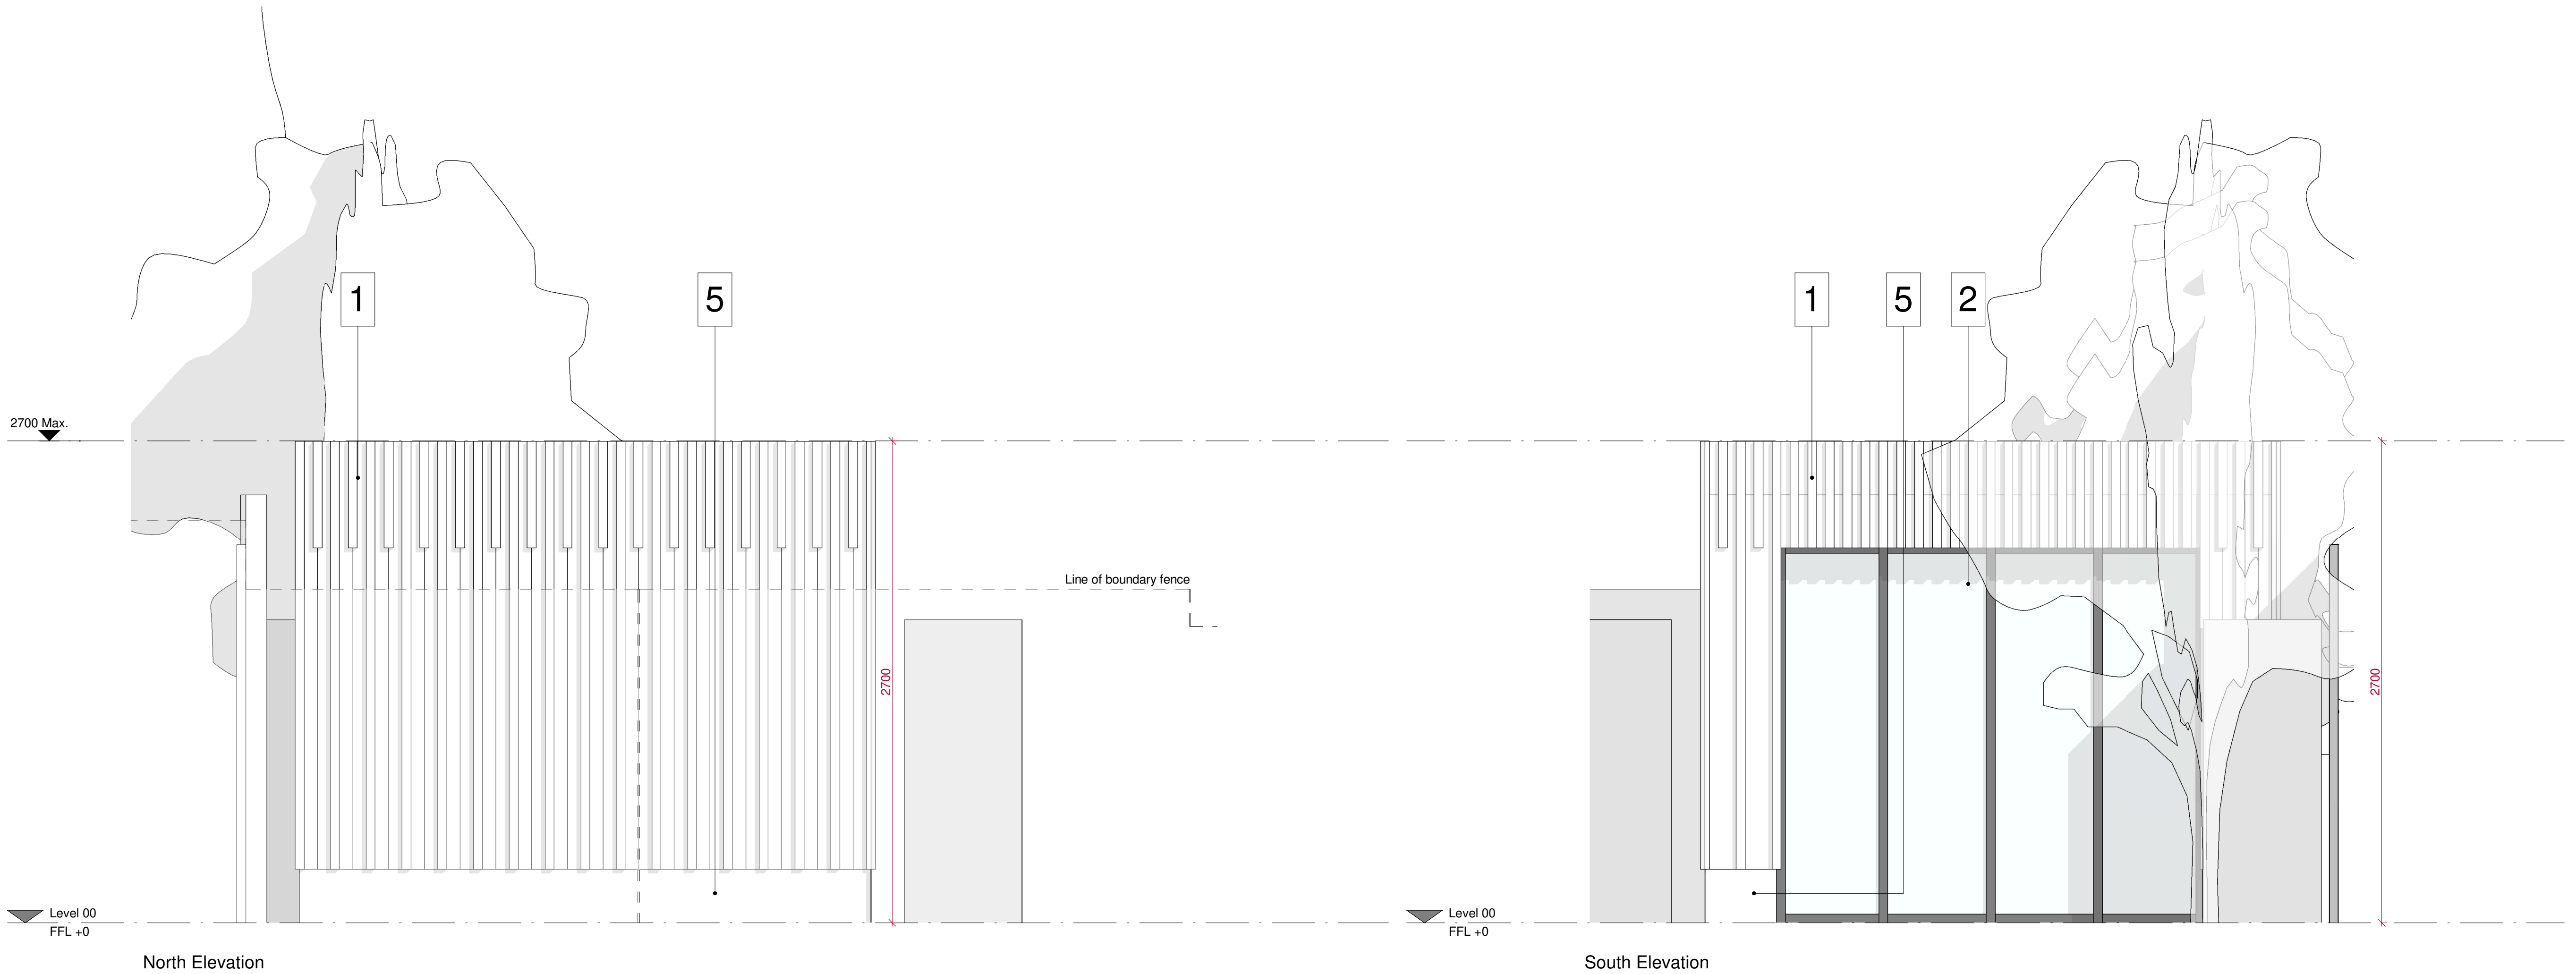 1
5
1
5
2
2700 Max.
Line of boundary fence
2700
2700
Level 00
FFL +0
Level 00
FFL +0
North Elevation
South Elevation